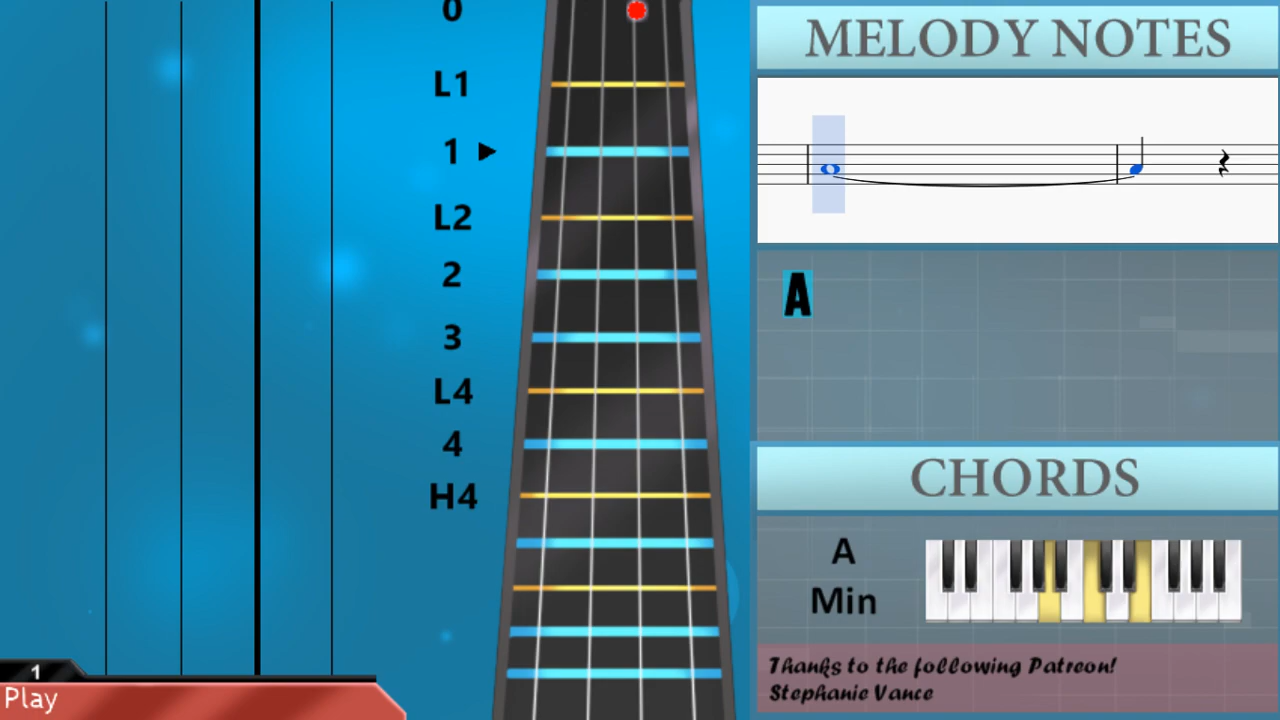 0
L1
1
L2
2
3
L4
4
H4
1
Play
MELODY NOTES
A
CHORDS
A
Min
Thanks to the following Patreon!
Stephanie Vance